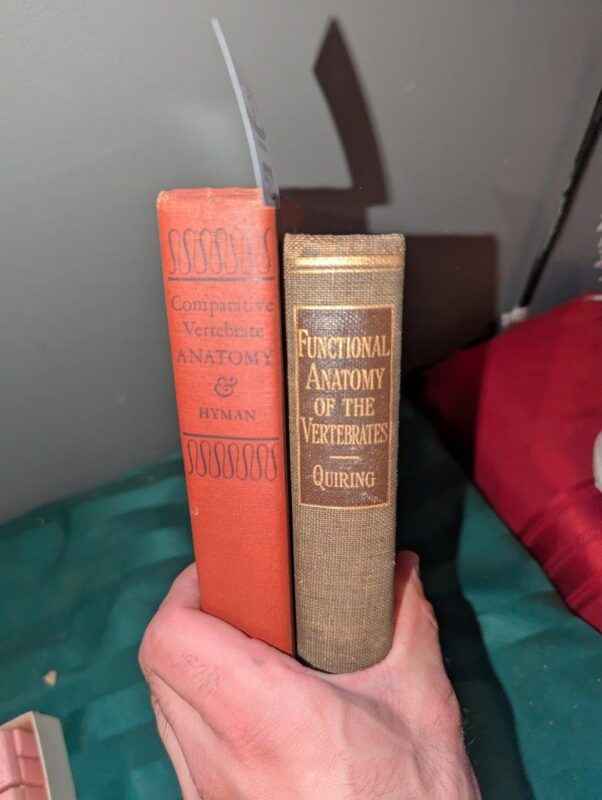 Comparative
Vertebrate
ANATOMY
&
HYMAN
FUNCTIONAL
ANATOMY
OF THE
VERTEBRATES
QUIRING